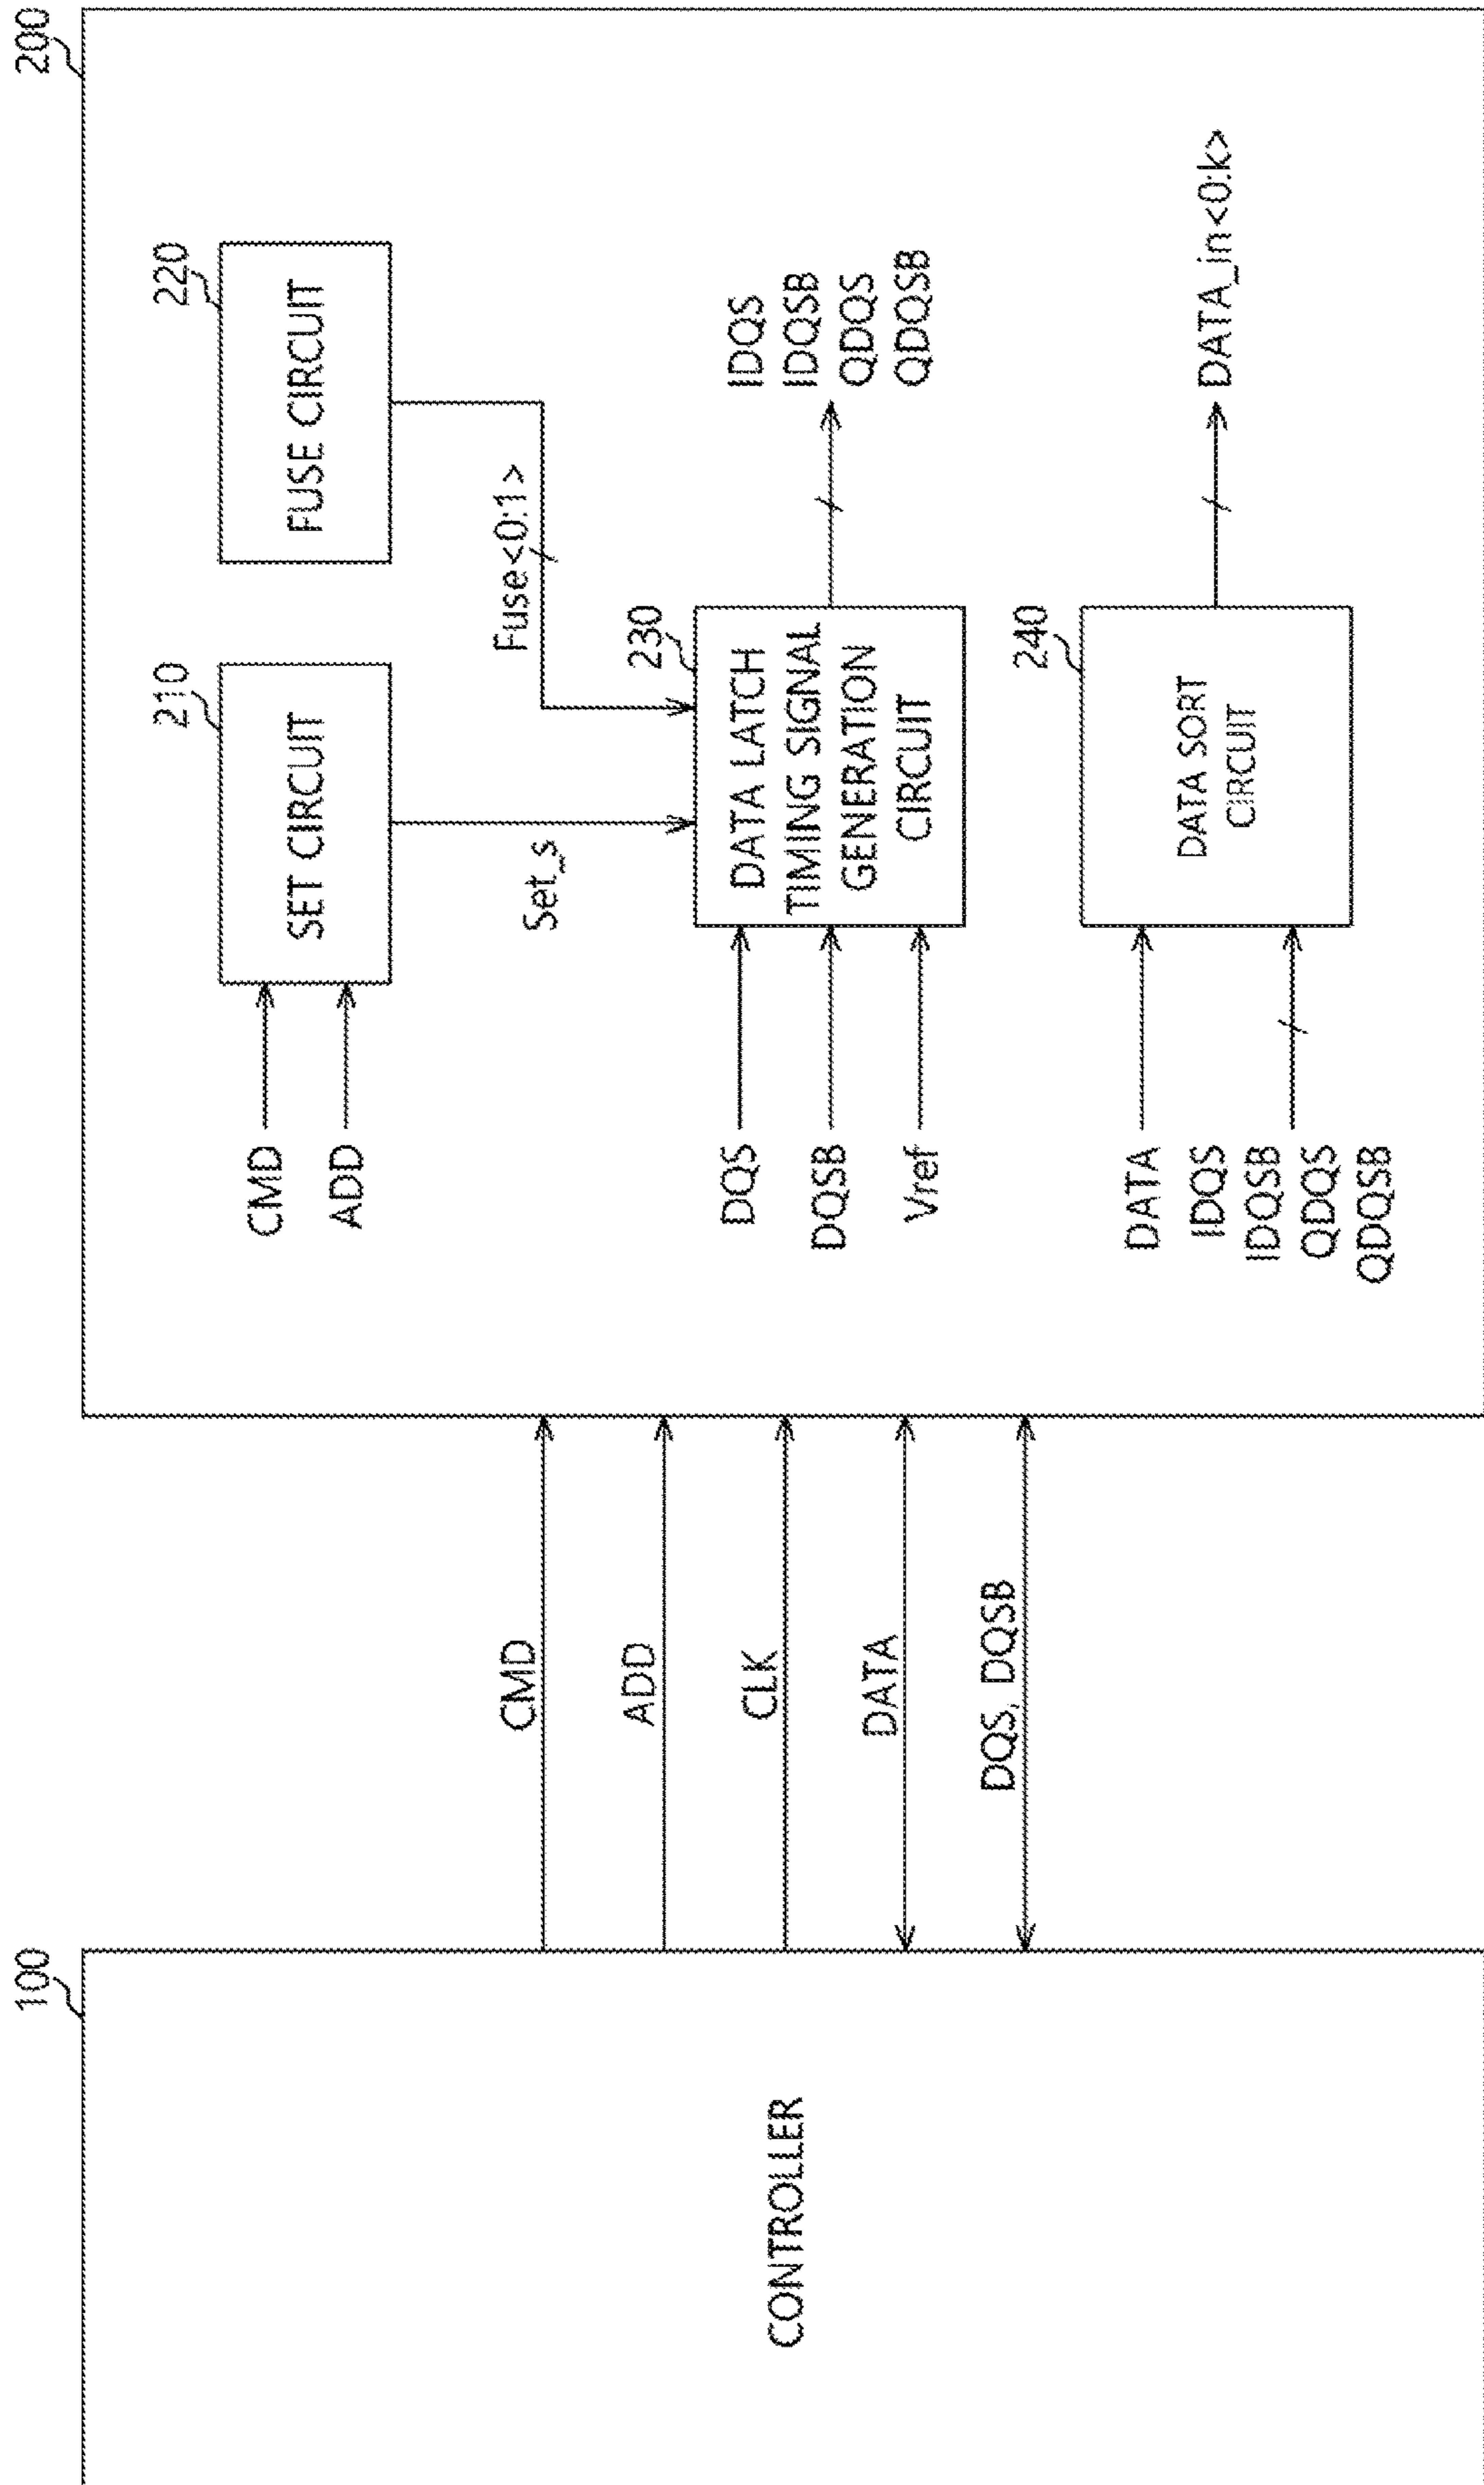 100
CONTROLLER
CMD
ADD
CLK
DATA
DQS, DQSB
200
CMD
ADD
210
SET CIRCUIT
220
FUSE CIRCUIT
Set_s
Fuse<0:1>
DQS
DQSB
Vref
230
DATA LATCH
TIMING SIGNAL
GENERATION
CIRCUIT
IDQS
IDQSB
QDQS
QDQSB
DATA
IDQS
IDQSB
QDQS
QDQSB
240
DATA SORT
CIRCUIT
DATA_in<0:k>